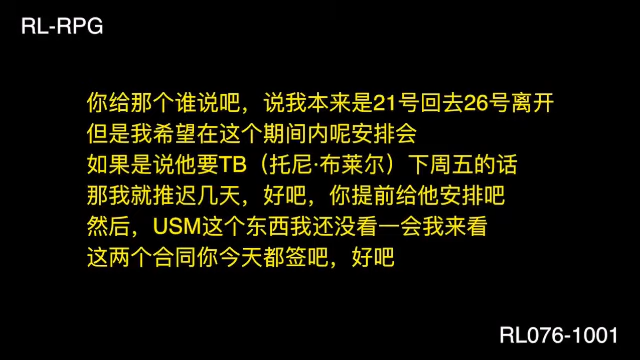 RL-RPG
你给那个谁说吧，说我本来是21号回去26号离开
但是我希望在这个期间内呢安排会
如果是说他要TB（托尼·布莱尔）下周五的话
那我就推迟几天，好吧，你提前给他安排吧
然后，USM这个东西我还没看一会我来看
这两个合同你今天都签吧，好吧
RL076-1001